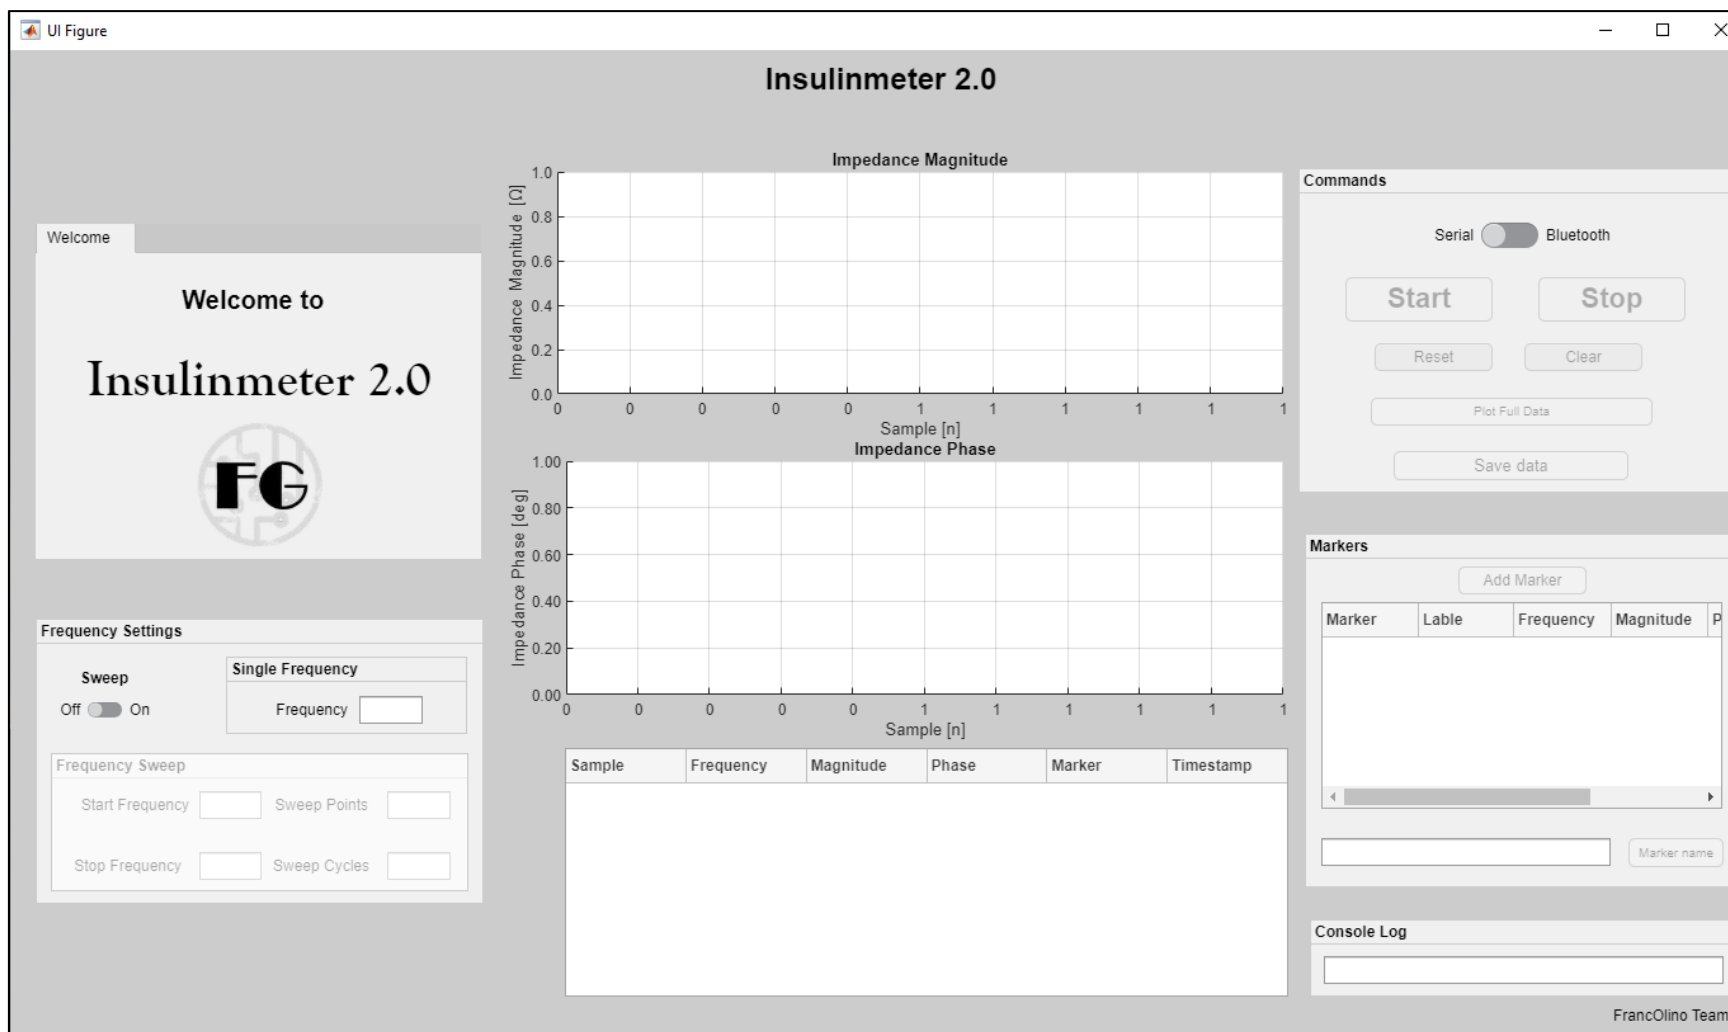 UI Figure
Insulinmeter 2.0
Welcome
Welcome to
Insulinmeter 2.0
FG
Frequency Settings
Sweep
Off On
Single Frequency
Frequency
Frequency Sweep
Start Frequency Sweep Points
Stop Frequency Sweep Cycles
Impedance Magnitude
Impedance Magnitude [Ω]
1.0
0.8
0.6
0.4
0.2
0.0
0 0 0 0 0 1 1 1 1 1 1
Sample [n]
Impedance Phase
Impedance Phase [deg]
1.00
0.80
0.60
0.40
0.20
0.00
0 0 0 0 0 1 1 1 1 1 1
Sample [n]
Sample Frequency Magnitude Phase Marker Timestamp
Commands
Serial Bluetooth
Start Stop
Reset Clear
Plot Full Data
Save data
Markers
Add Marker
Marker Lable Frequency Magnitude P
Marker name
Console Log
FrancOlino Team